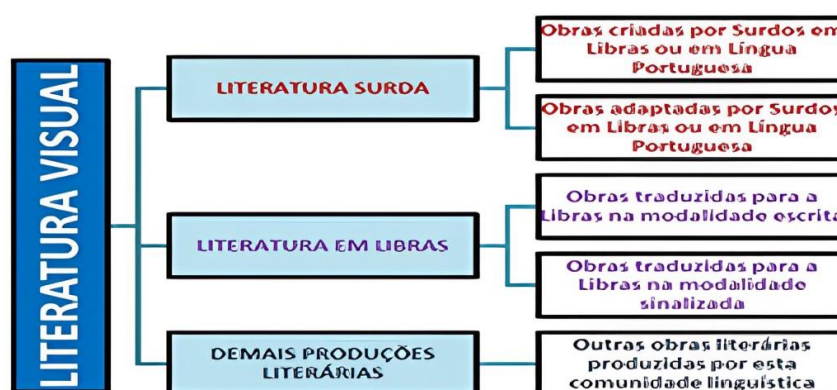 LITERATURA VISUAL
LITERATURA SURDA
Obras criadas por Surdos em
Libras ou em Língua
Portuguesa
Obras adaptadas por Surdos
em Libras ou em Língua
Portuguesa
LITERATURA EM LIBRAS
Obras traduzidas para a
Libras na modalidade escrita
Obras traduzidas para a
Libras na modalidade
sinalizada
DEMAIS PRODUÇÕES
LITERÁRIAS
Outras obras literárias
produzidas por esta
comunidade linguística